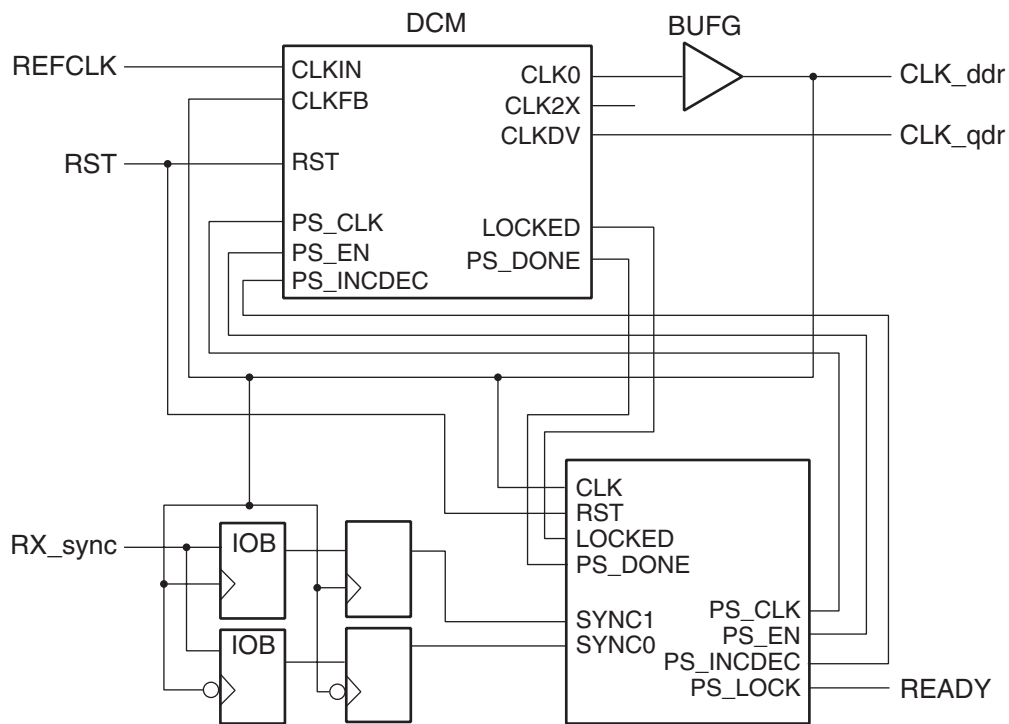 DCM
BUFG
REFCLK
CLKIN
CLK0
CLK_ddr
CLKFB
CLK2X
CLKDV
CLK_qdr
RST
RST
PS_CLK
LOCKED
PS_EN
PS_DONE
PS_INCDEC
CLK
RST
LOCKED
PS_DONE
RX_sync
IOB
PS_CLK
SYNC1
PS_EN
SYNC0
IOB
PS_INCDEC
PS_LOCK
READY